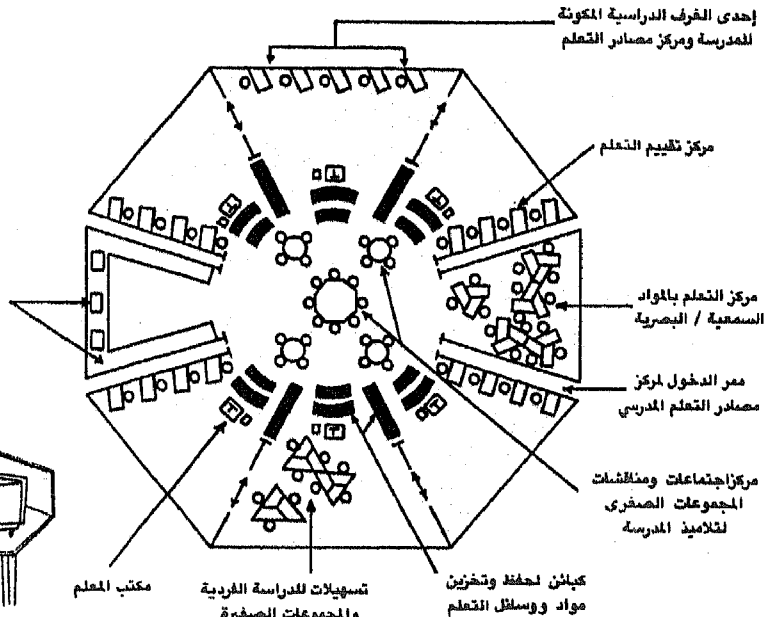 إحدى الغرف الدراسية المكونة
للمدرسة ومركز مصادر التعلم
مركز تقييم التعلم
مركز التعلم بالمواد
السمعية / البصرية
ممر الدخول لمركز
مصادر التعلم المدرسي
مركز اجتماعات ومناقشات
المجموعات الصغرى
لتلاميذ المدرسة
كبائن لحفظ وتخزين
مواد ووسائل التعلم
تسهيلات للدراسة الفردية
والمجموعات الصغيرة
مكتب المعلم